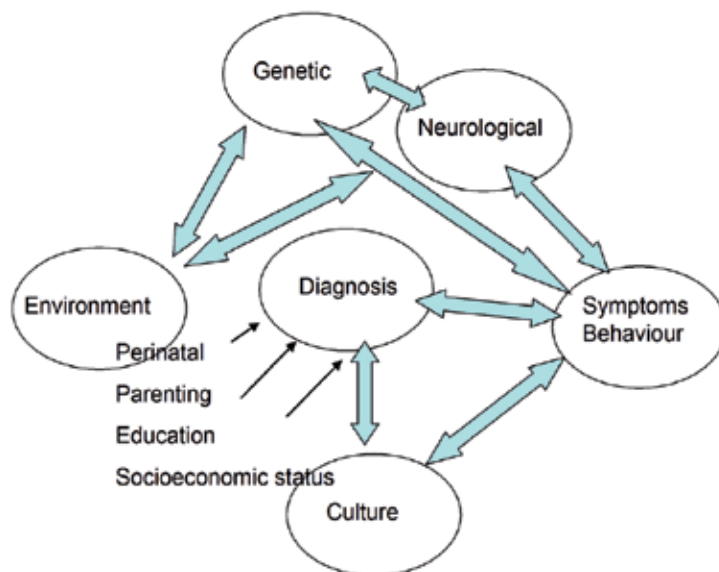 Genetic
Neurological
Environment
Diagnosis
Symptoms
Behaviour
Perinatal
Parenting
Education
Socioeconomic status
Culture